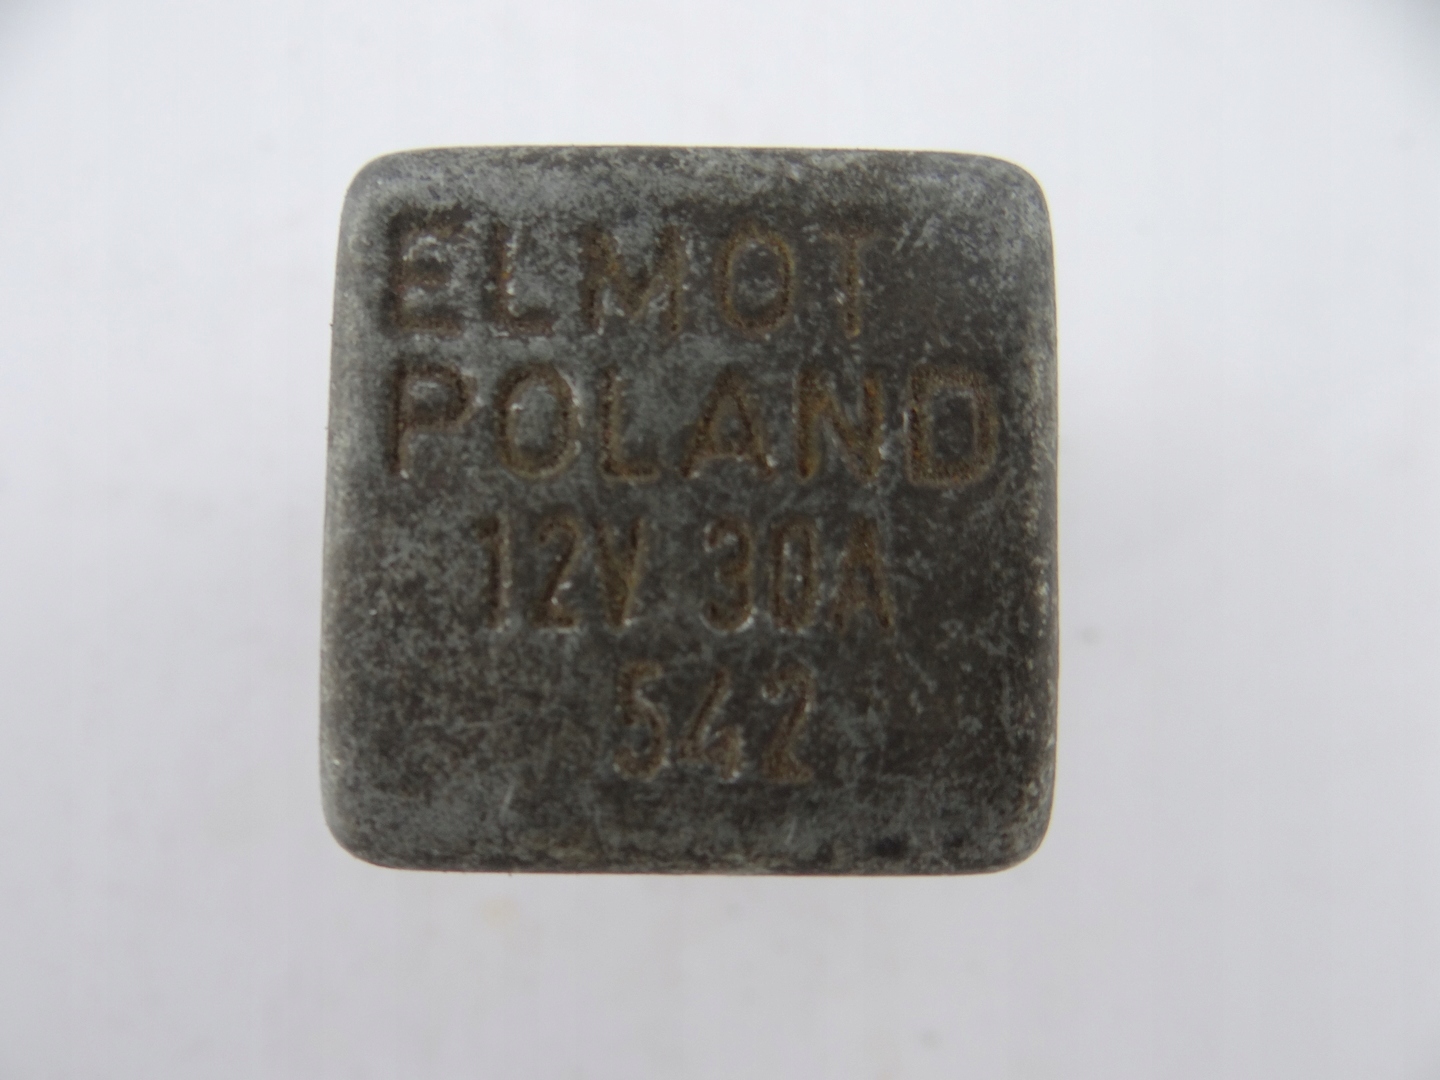 ELMOT
POLAND
12V 30A
542